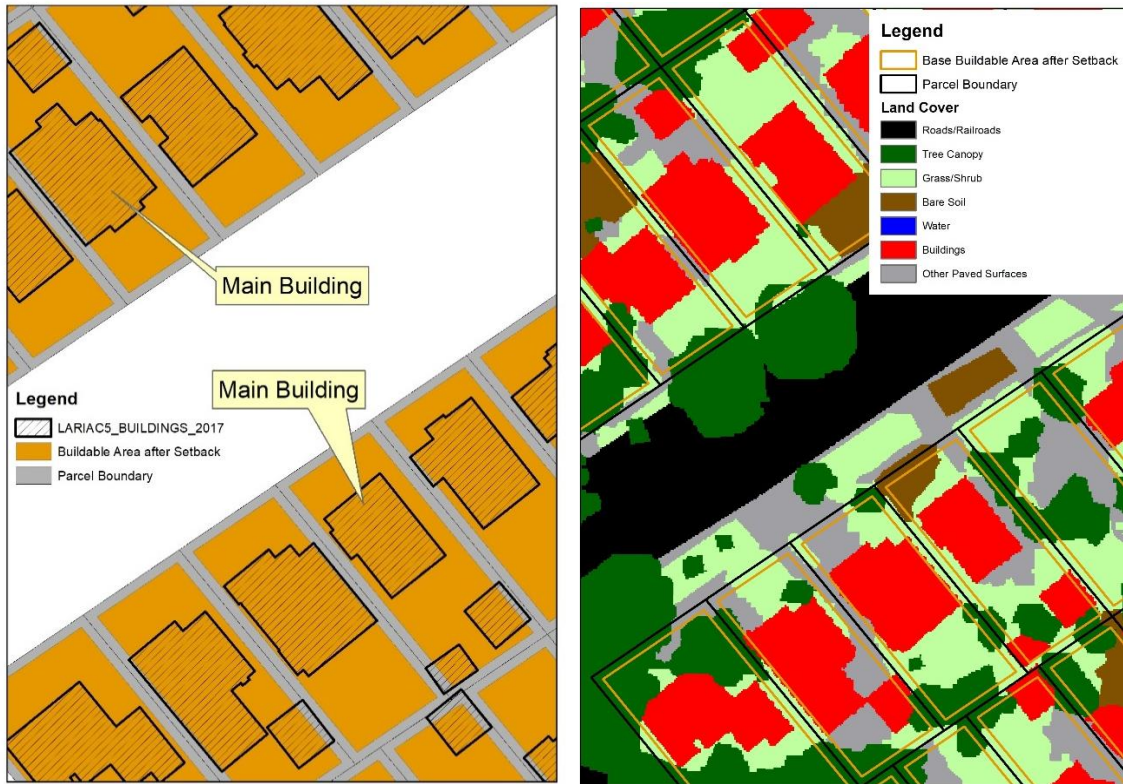 Main Building
Main Building
Legend
LARIAC5_BUILDINGS_2017
Buildable Area after Setback
Parcel Boundary
Legend
Base Buildable Area after Setback
Parcel Boundary
Land Cover
Roads/Railroads
Tree Canopy
Grass/Shrub
Bare Soil
Water
Buildings
Other Paved Surfaces